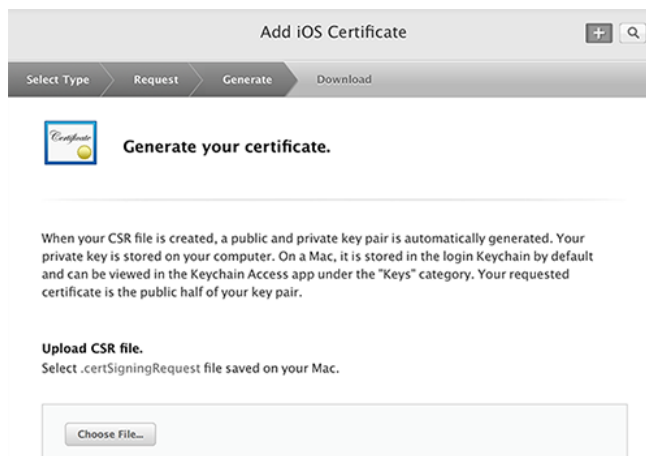 Add iOS Certificate
Select Type
Request
Generate
Download
Certificate
Generate your certificate.
When your CSR file is created, a public and private key pair is automatically generated. Your
private key is stored on your computer. On a Mac, it is stored in the login Keychain by default
and can be viewed in the Keychain Access app under the "Keys" category. Your requested
certificate is the public half of your key pair.
Upload CSR file.
Select .certSigningRequest file saved on your Mac.
Choose File...